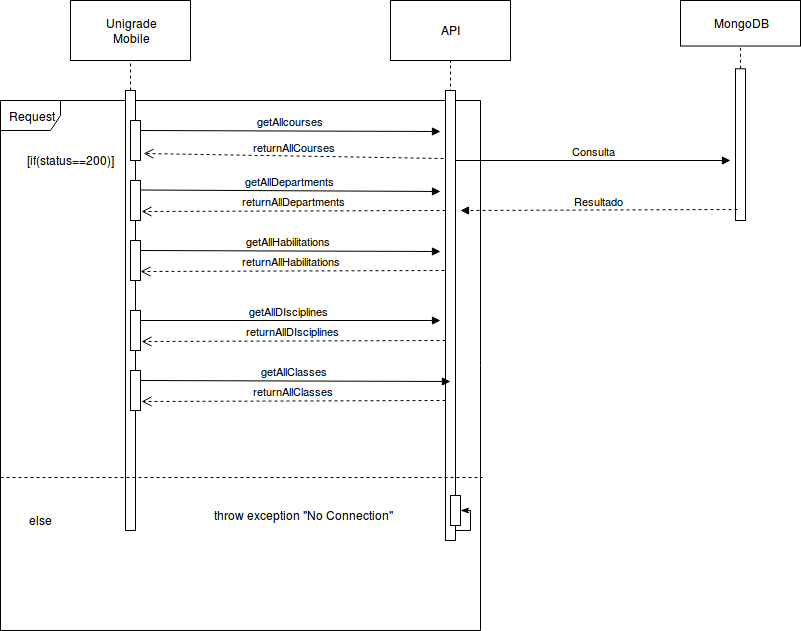 Unigrade
Mobile
API
MongoDB
Request
getAllcourses
returnAllCourses
[if(status==200)]
Consulta
getAllDepartments
returnAllDepartments
Resultado
getAllHabilitations
returnAllHabilitations
getAllDIsciplines
returnAllDIsciplines
getAllClasses
returnAllClasses
else
throw exception "No Connection"